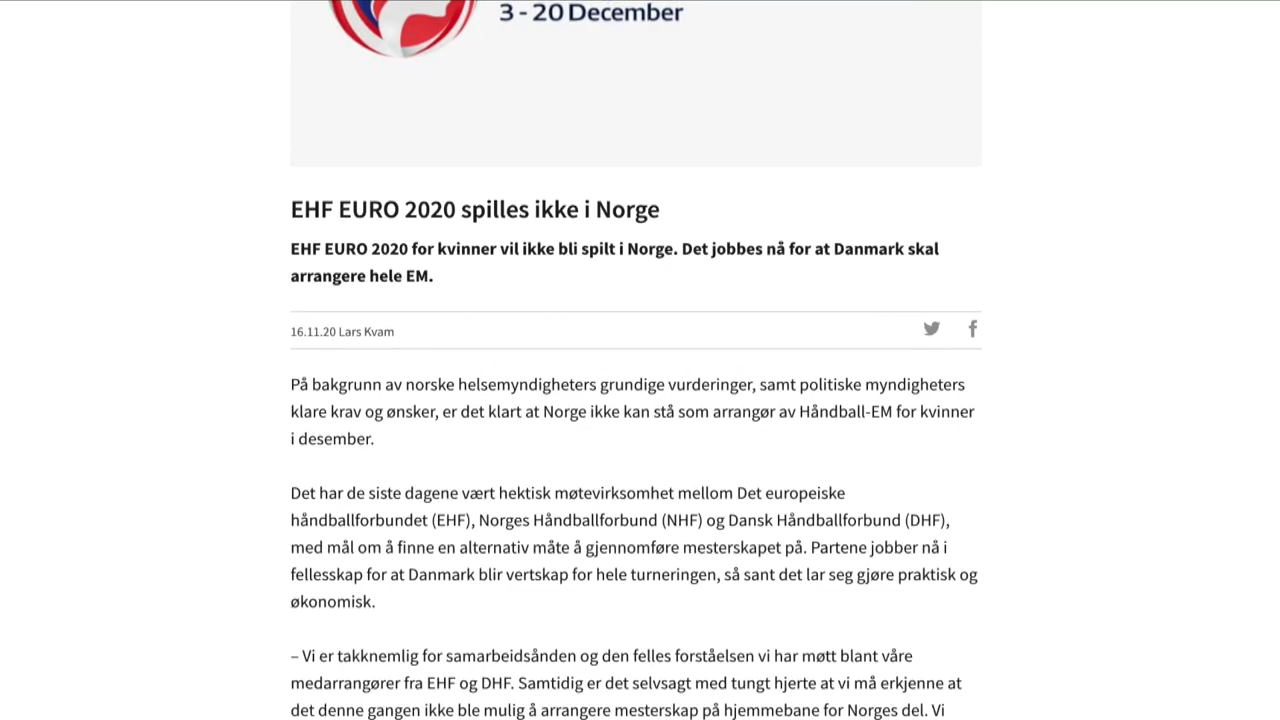 3 - 20 December
EHF EURO 2020 spilles ikke i Norge
EHF EURO 2020 for kvinner vil ikke bli spilt i Norge. Det jobbes nå for at Danmark skal
arrangere hele EM.
16.11.20 Lars Kvam
På bakgrunn av norske helsemyndigheters grundige vurderinger, samt politiske myndigheters
klare krav og ønsker, er det klart at Norge ikke kan stå som arrangør av Håndball-EM for kvinner
i desember.
Det har de siste dagene vært hektisk møtevirksomhet mellom Det europeiske
håndballforbundet (EHF), Norges Håndballforbund (NHF) og Dansk Håndballforbund (DHF),
med mål om å finne en alternativ måte å gjennomføre mesterskapet på. Partene jobber nå i
fellesskap for at Danmark blir vertskap for hele turneringen, så sant det lar seg gjøre praktisk og
økonomisk.
– Vi er takknemlig for samarbeidsånden og den felles forståelsen vi har møtt blant våre
medarrangører fra EHF og DHF. Samtidig er det selvsagt med tungt hjerte at vi må erkjenne at
det denne gangen ikke ble mulig å arrangere mesterskap på hjemmebane for Norges del. Vi